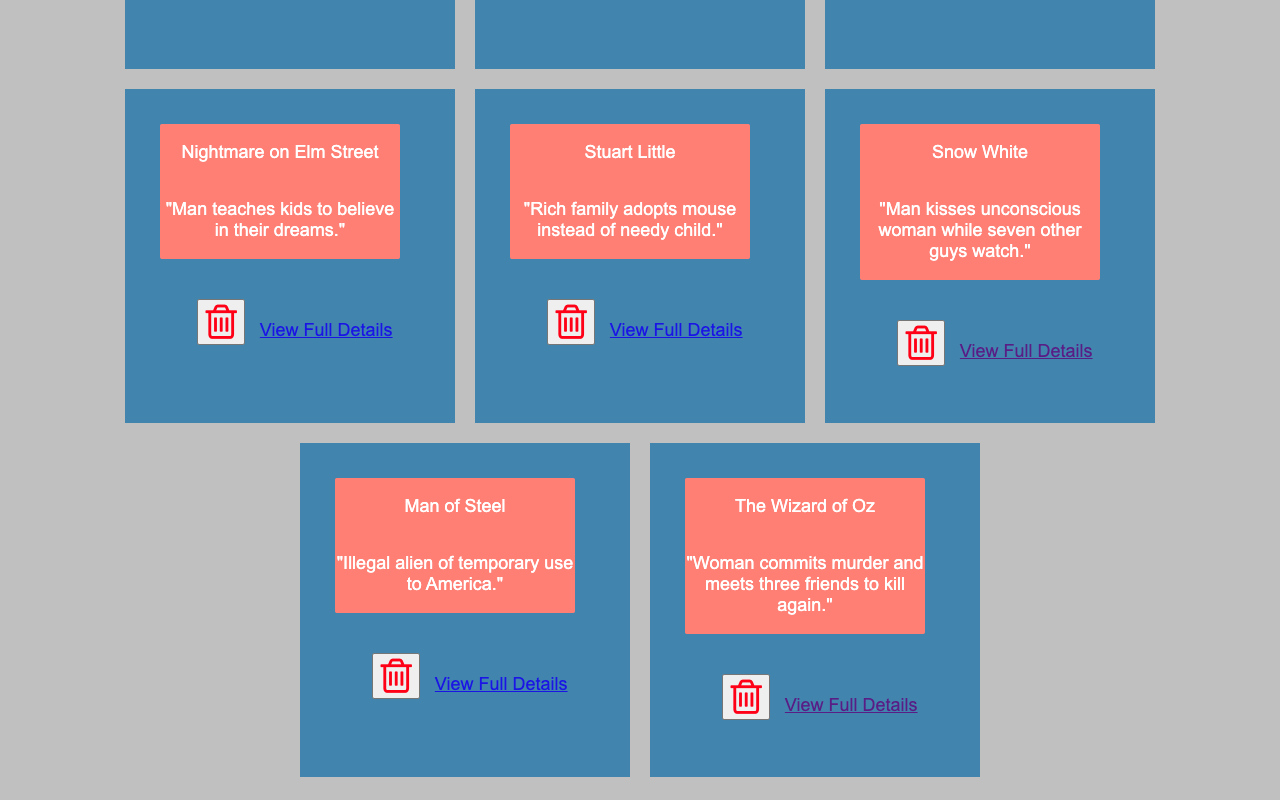 Nightmare on Elm Street
"Man teaches kids to believe
in their dreams."
View Full Details
Stuart Little
"Rich family adopts mouse
instead of needy child."
View Full Details
Snow White
"Man kisses unconscious
woman while seven other
guys watch."
View Full Details
Man of Steel
"Illegal alien of temporary use
to America."
View Full Details
The Wizard of Oz
"Woman commits murder and
meets three friends to kill
again."
View Full Details